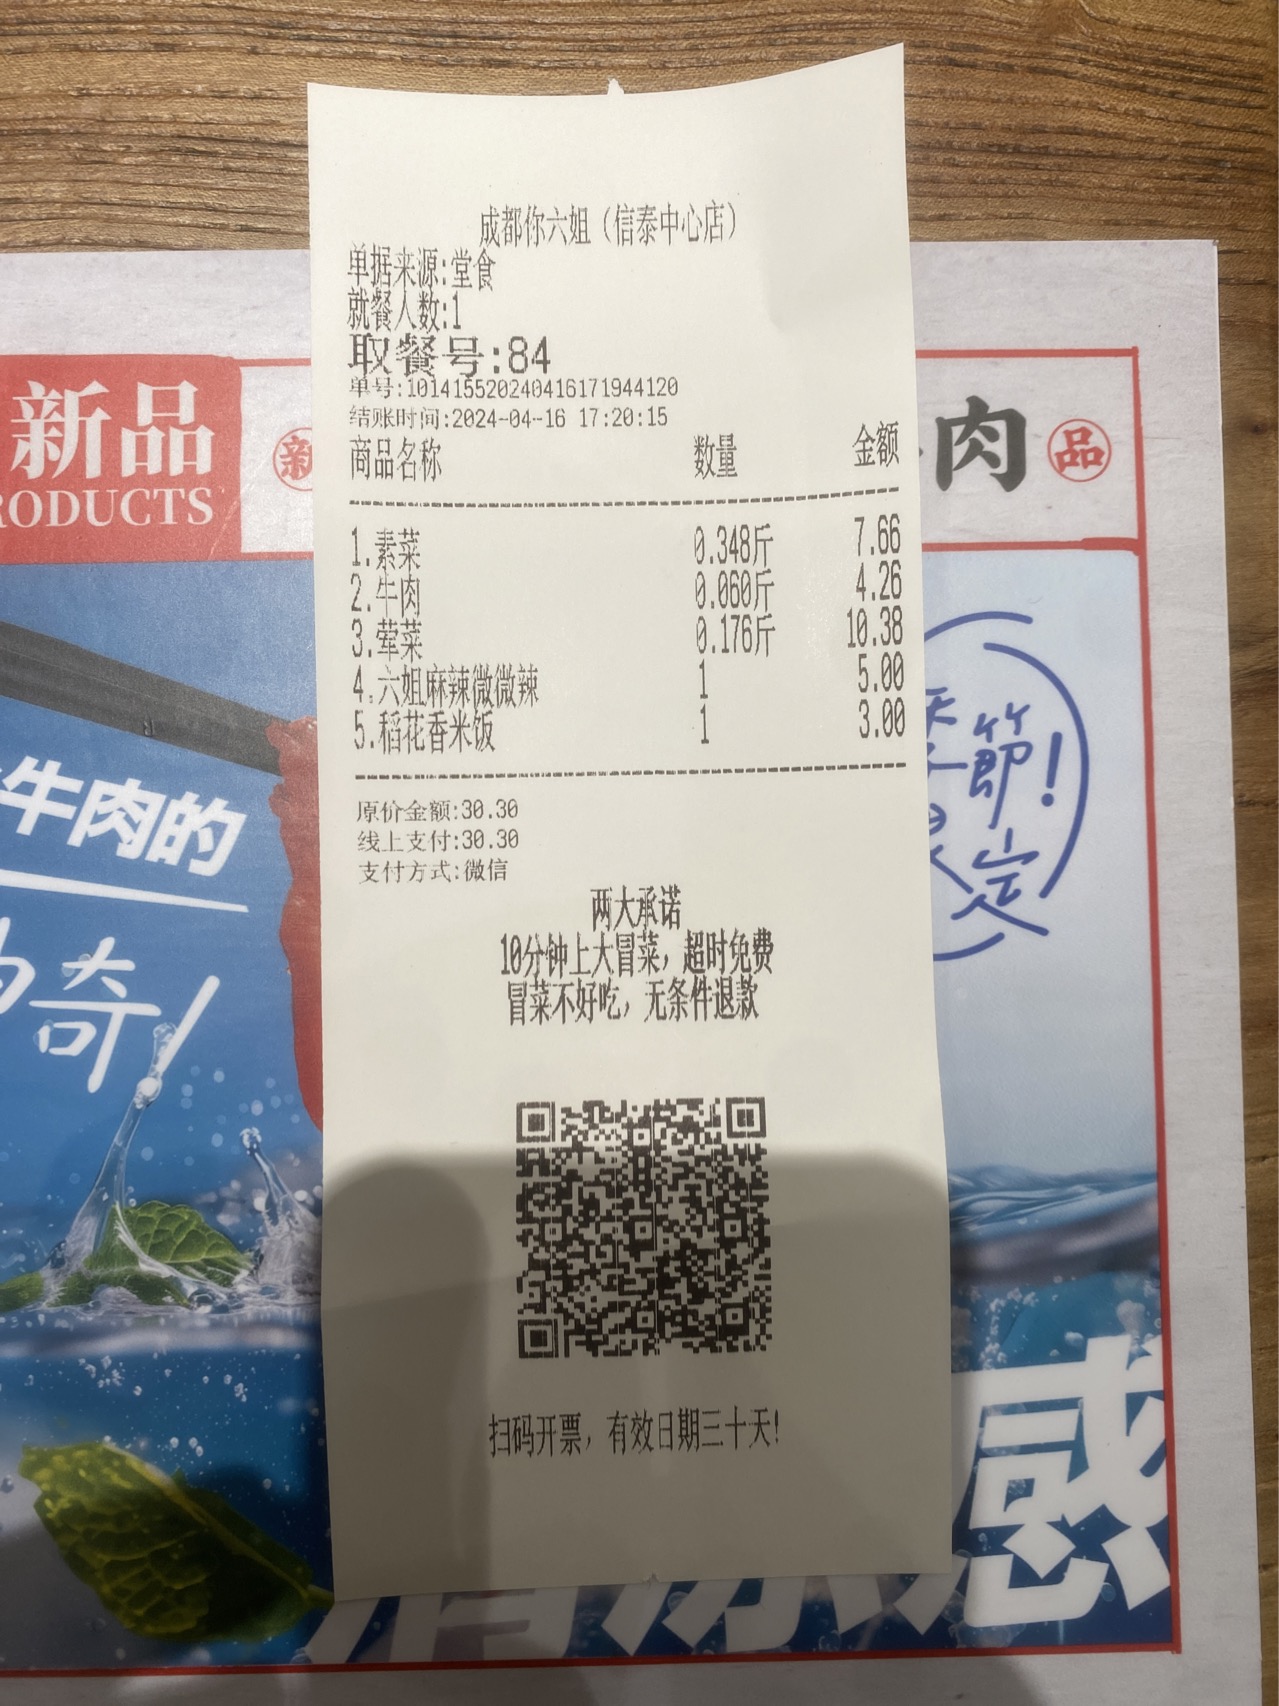 成都你六姐（信泰中心店）
单据来源:堂食
就餐人数:1
取餐号:84
单号:10141552024041617​1944120
结账时间:2024-04-16 17:20:15
商品名称 数量 金额
1.素菜 0.348斤 7.66
2.牛肉 0.060斤 4.26
3.荤菜 0.176斤 10.38
4.六姐麻辣微微辣 1 5.00
5.稻花香米饭 1 3.00
原价金额:30.30
线上支付:30.30
支付方式:微信
两大承诺
10分钟上大冒菜，超时免费
冒菜不好吃，无条件退款
扫码开票，有效日期三十天!
新品
RODUCTS
新
肉
品
牛肉的
奇!
節!
定
感